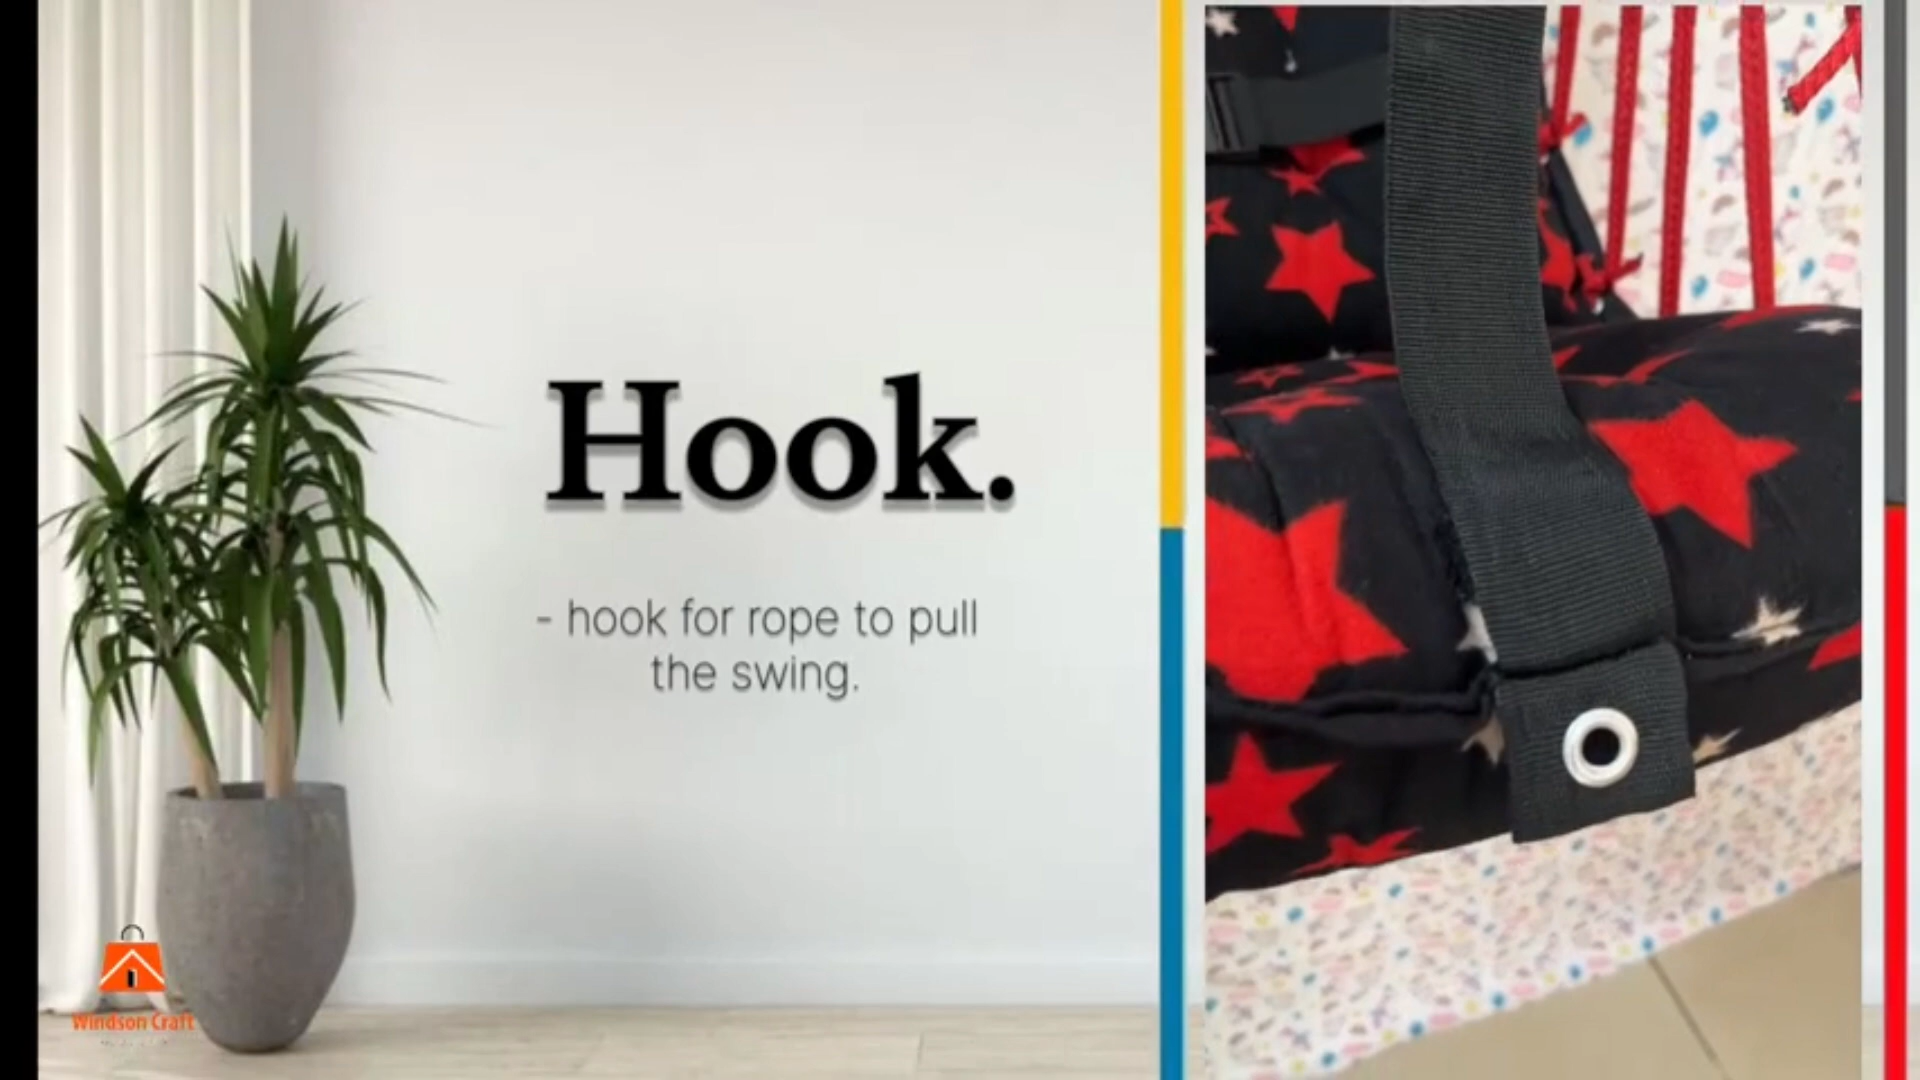 Hook.
- hook for rope to pull
the swing.
Windson Craft